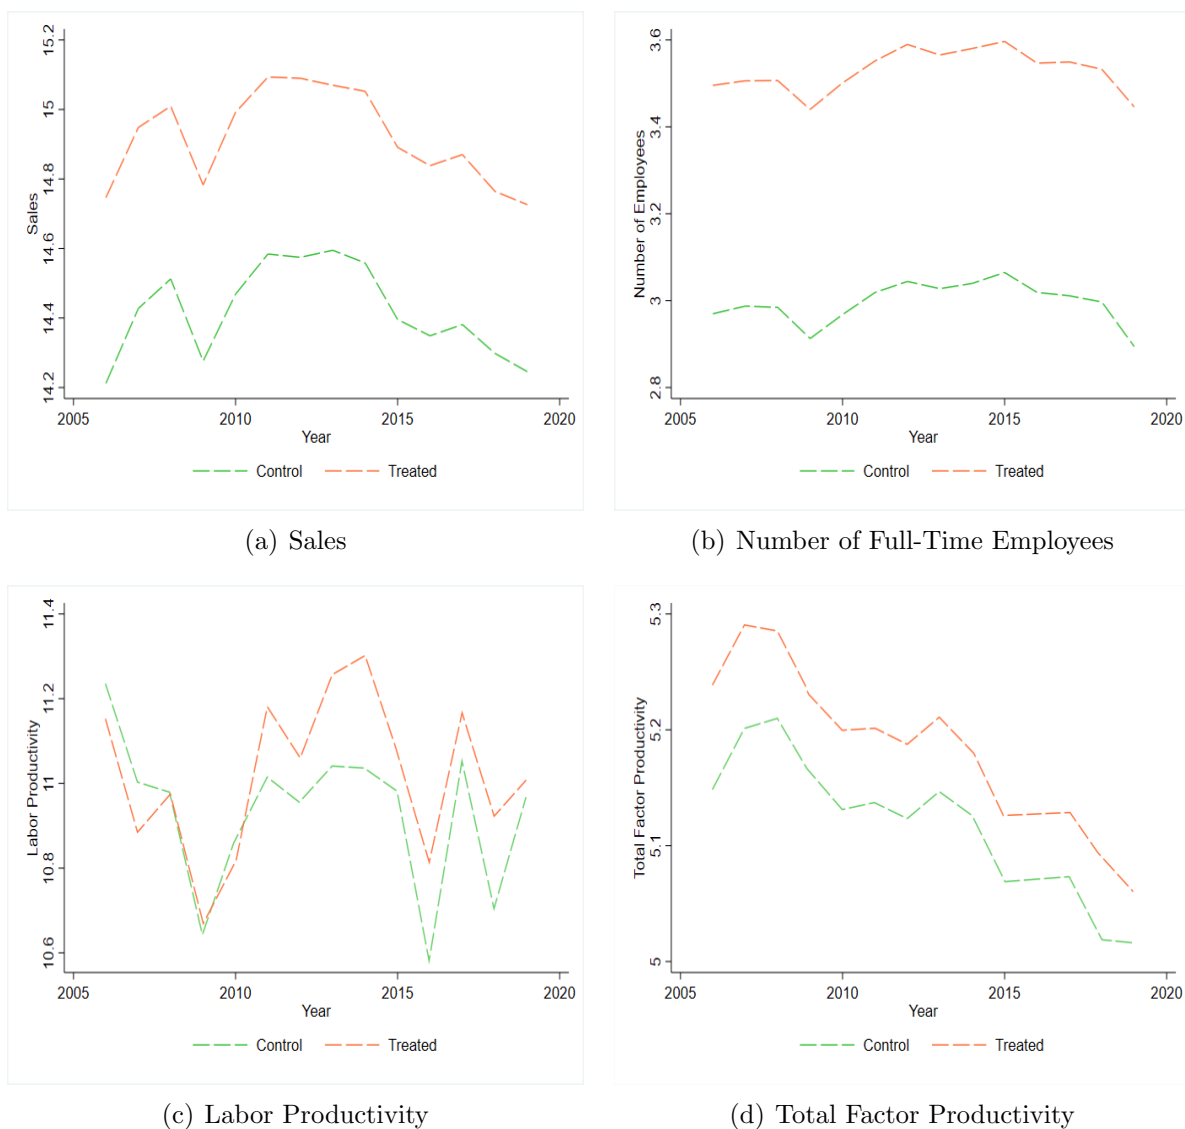 Sales
15.2
15
14.8
14.6
14.4
14.2
2005 2010 2015 2020
Year
Control Treated
(a) Sales
Number of Employees
3.6
3.4
3.2
3
2.8
2005 2010 2015 2020
Year
Control Treated
(b) Number of Full-Time Employees
Labor Productivity
11.4
11.2
11
10.8
10.6
2005 2010 2015 2020
Year
Control Treated
(c) Labor Productivity
Total Factor Productivity
5.3
5.2
5.1
5
2005 2010 2015 2020
Year
Control Treated
(d) Total Factor Productivity